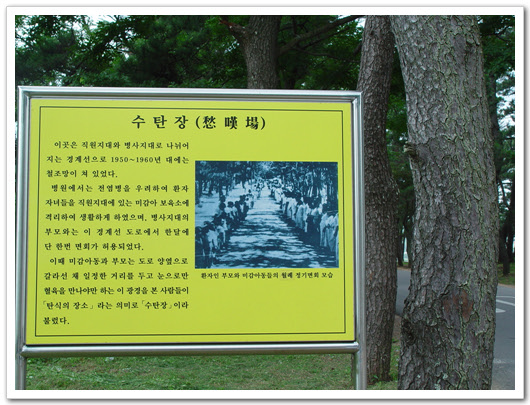 수탄장(愁嘆場)
이곳은 직원지대와 병사지대로 나뉘어
지는 경계선으로 1950~1960년 대에는
철조망이 쳐 있었다.
병원에서는 전염병을 우려하여 환자
자녀들을 직원지대에 있는 미감아 보육소에
격리하여 생활하게 하였으며, 병사지대의
부모와는 이 경계선 도로에서 한달에
단 한번 면회가 허용되었다.
이때 미감아동과 부모는 도로 양옆으로
갈라선 채 일정한 거리를 두고 눈으로만
혈육을 만나야만 하는 이 광경을 본 사람들이
「탄식의 장소」라는 의미로「수탄장」이라
불렀다.
환자인 부모와 미감아동들의 월례 정기면회 모습